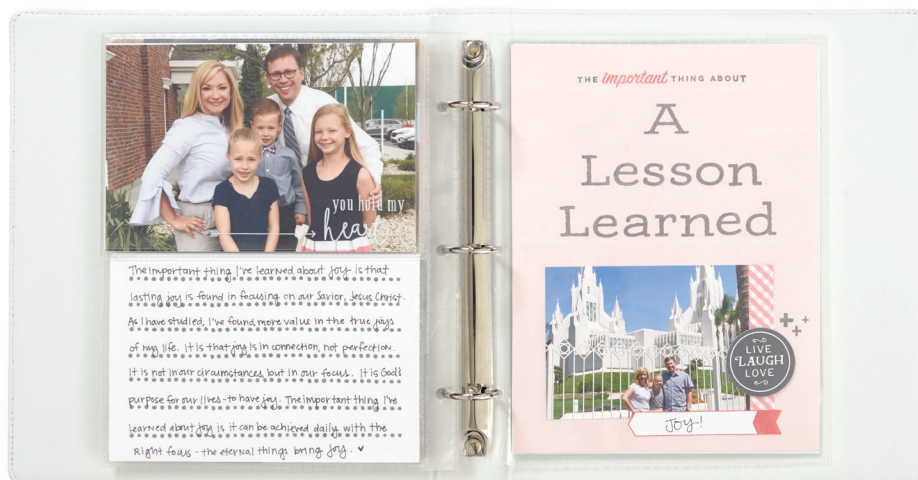 you hold my
heart
The important thing I've learned about joy is that
lasting joy is found in focusing on our Savior, Jesus Christ.
As I have studied, I've found more value in the true joys
of my life. It is that joy is in connection, not perfection.
It is not in our circumstances, but in our focus. It is God's
purpose for our lives - to have joy. The important thing I've
learned about joy is it can be achieved daily with the
Right focus - the eternal things bring joy.
THE important THING ABOUT
A
Lesson
Learned
LIVE
LAUGH
LOVE
Joy!